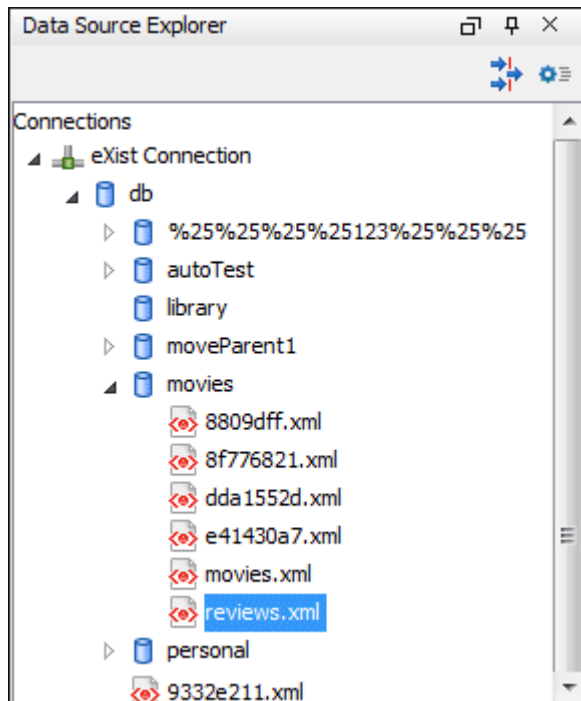 Data Source Explorer
Connections
eXist Connection
db
%25%25%25%25123%25%25%25
autoTest
library
moveParent1
movies
8809dff.xml
8f776821.xml
dda1552d.xml
e41430a7.xml
movies.xml
reviews.xml
personal
9332e211.xml